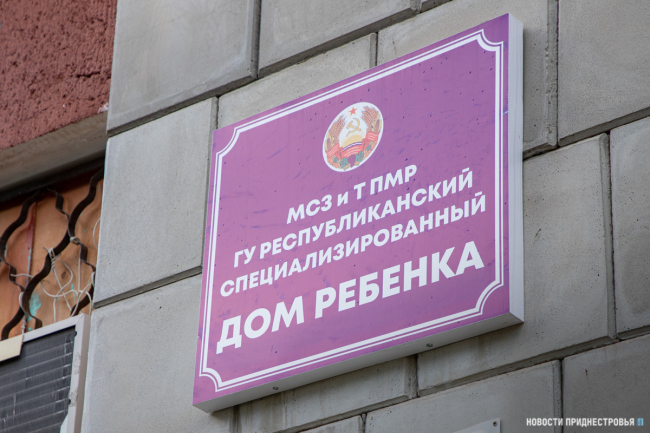 МСЗ и Т ПМР
ГУ РЕСПУБЛИКАНСКИЙ
СПЕЦИАЛИЗИРОВАННЫЙ
ДОМ РЕБЕНКА
НОВОСТИ ПРИДНЕСТРОВЬЯ